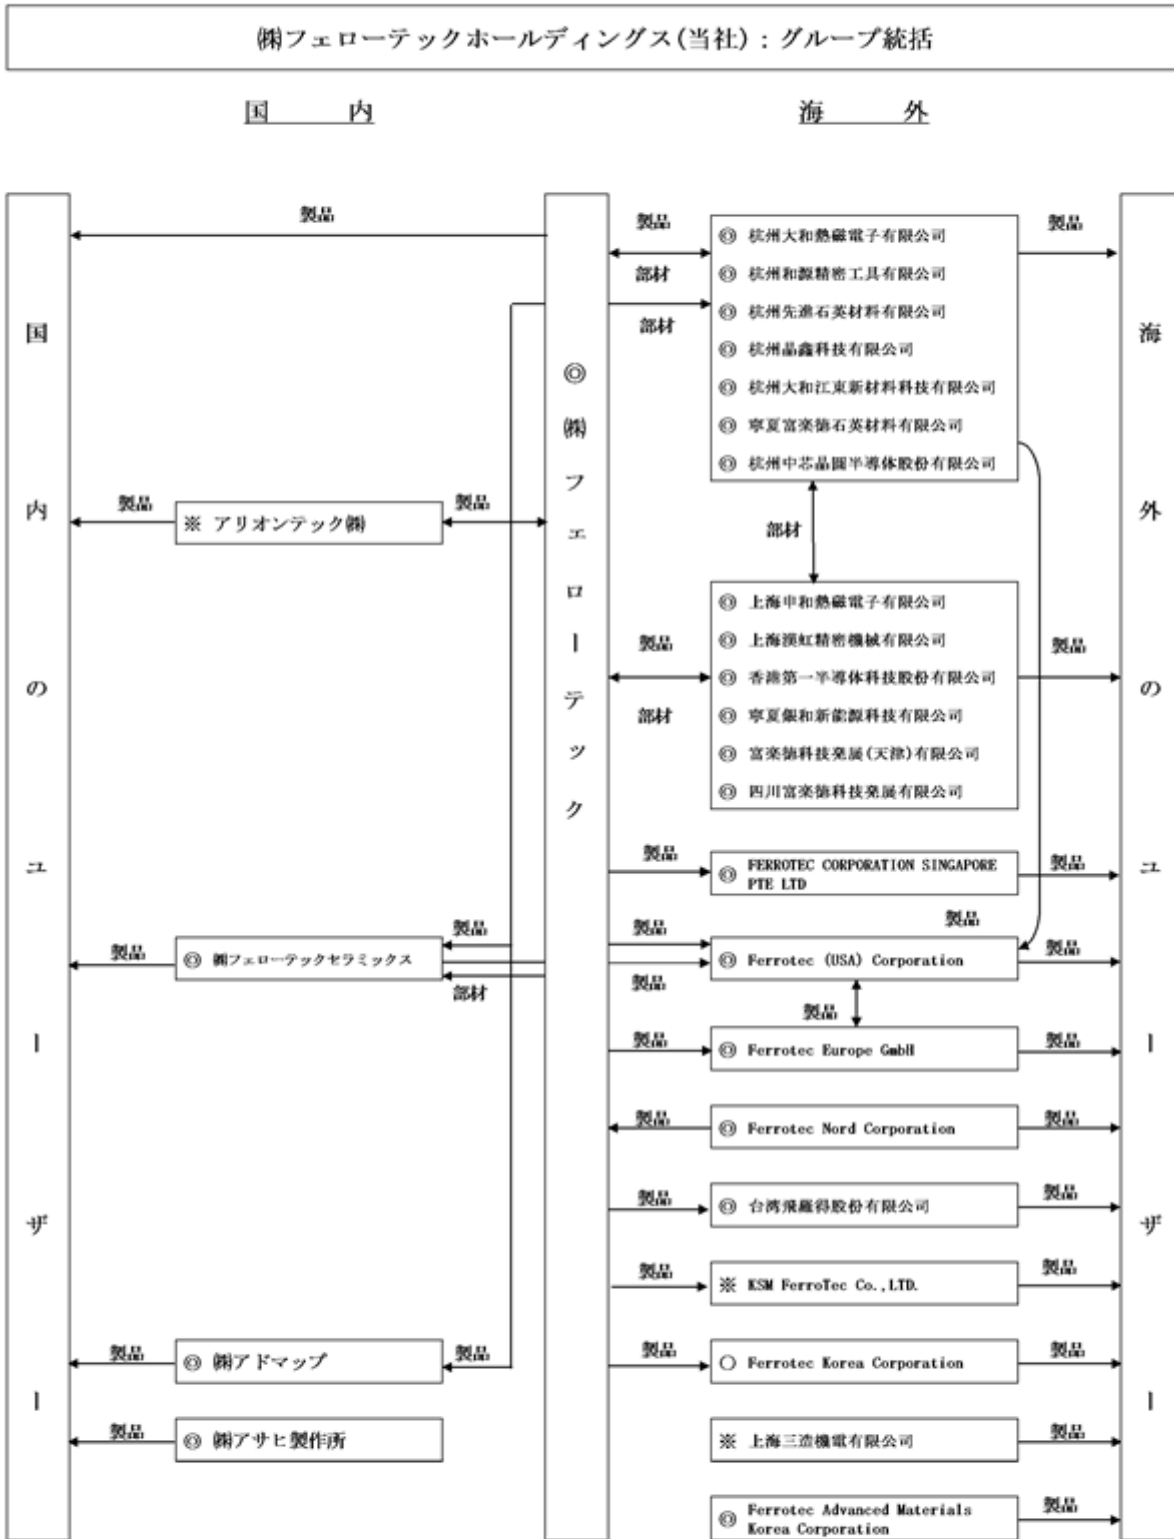 ㈱フェローテックホールディングス(当社)：グループ統括
国 内
海 外
国内のユーザー
◎㈱フェローテック
海外のユーザー
製品
製品
部材
部材
製品
◎ 杭州大和熱磁電子有限公司
◎ 杭州和源精密工具有限公司
◎ 杭州先進石英材料有限公司
◎ 杭州晶鑫科技有限公司
◎ 杭州大和江東新材料科技有限公司
◎ 寧夏富楽徳石英材料有限公司
◎ 杭州中芯晶圓半導体股份有限公司
製品
※ アリオンテック㈱
製品
部材
◎ 上海申和熱磁電子有限公司
◎ 上海漢虹精密機械有限公司
◎ 香港第一半導体科技股份有限公司
◎ 寧夏銀和新能源科技有限公司
◎ 富楽徳科技発展(天津)有限公司
◎ 四川富楽徳科技発展有限公司
製品
部材
製品
製品
◎ FERROTEC CORPORATION SINGAPORE
PTE LTD
製品
製品
◎ ㈱フェローテックセラミックス
製品
部材
製品
製品
製品
◎ Ferrotec (USA) Corporation
製品
製品
製品
◎ Ferrotec Europe GmbH
製品
製品
◎ Ferrotec Nord Corporation
製品
製品
◎ 台湾飛羅得股份有限公司
製品
製品
※ KSM FerroTec Co.,LTD.
製品
製品
◎ ㈱アドマップ
製品
製品
○ Ferrotec Korea Corporation
製品
製品
◎ ㈱アサヒ製作所
※ 上海三造機電有限公司
製品
◎ Ferrotec Advanced Materials
Korea Corporation
製品